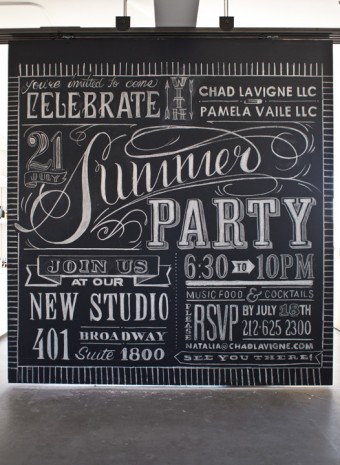 you're invited to come
CELEBRATE WITH
CHAD LAVIGNE LLC
PAMELA VAILE LLC
21
JULY
Summer
PARTY
JOIN US
AT OUR
NEW STUDIO
401 BROADWAY
Suite 1800
6:30 TO 10PM
MUSIC FOOD & COCKTAILS
PLEASE
RSVP
BY JULY 15TH
212·625 2300
NATALIA@CHADLAVIGNE.COM
SEE YOU THERE!